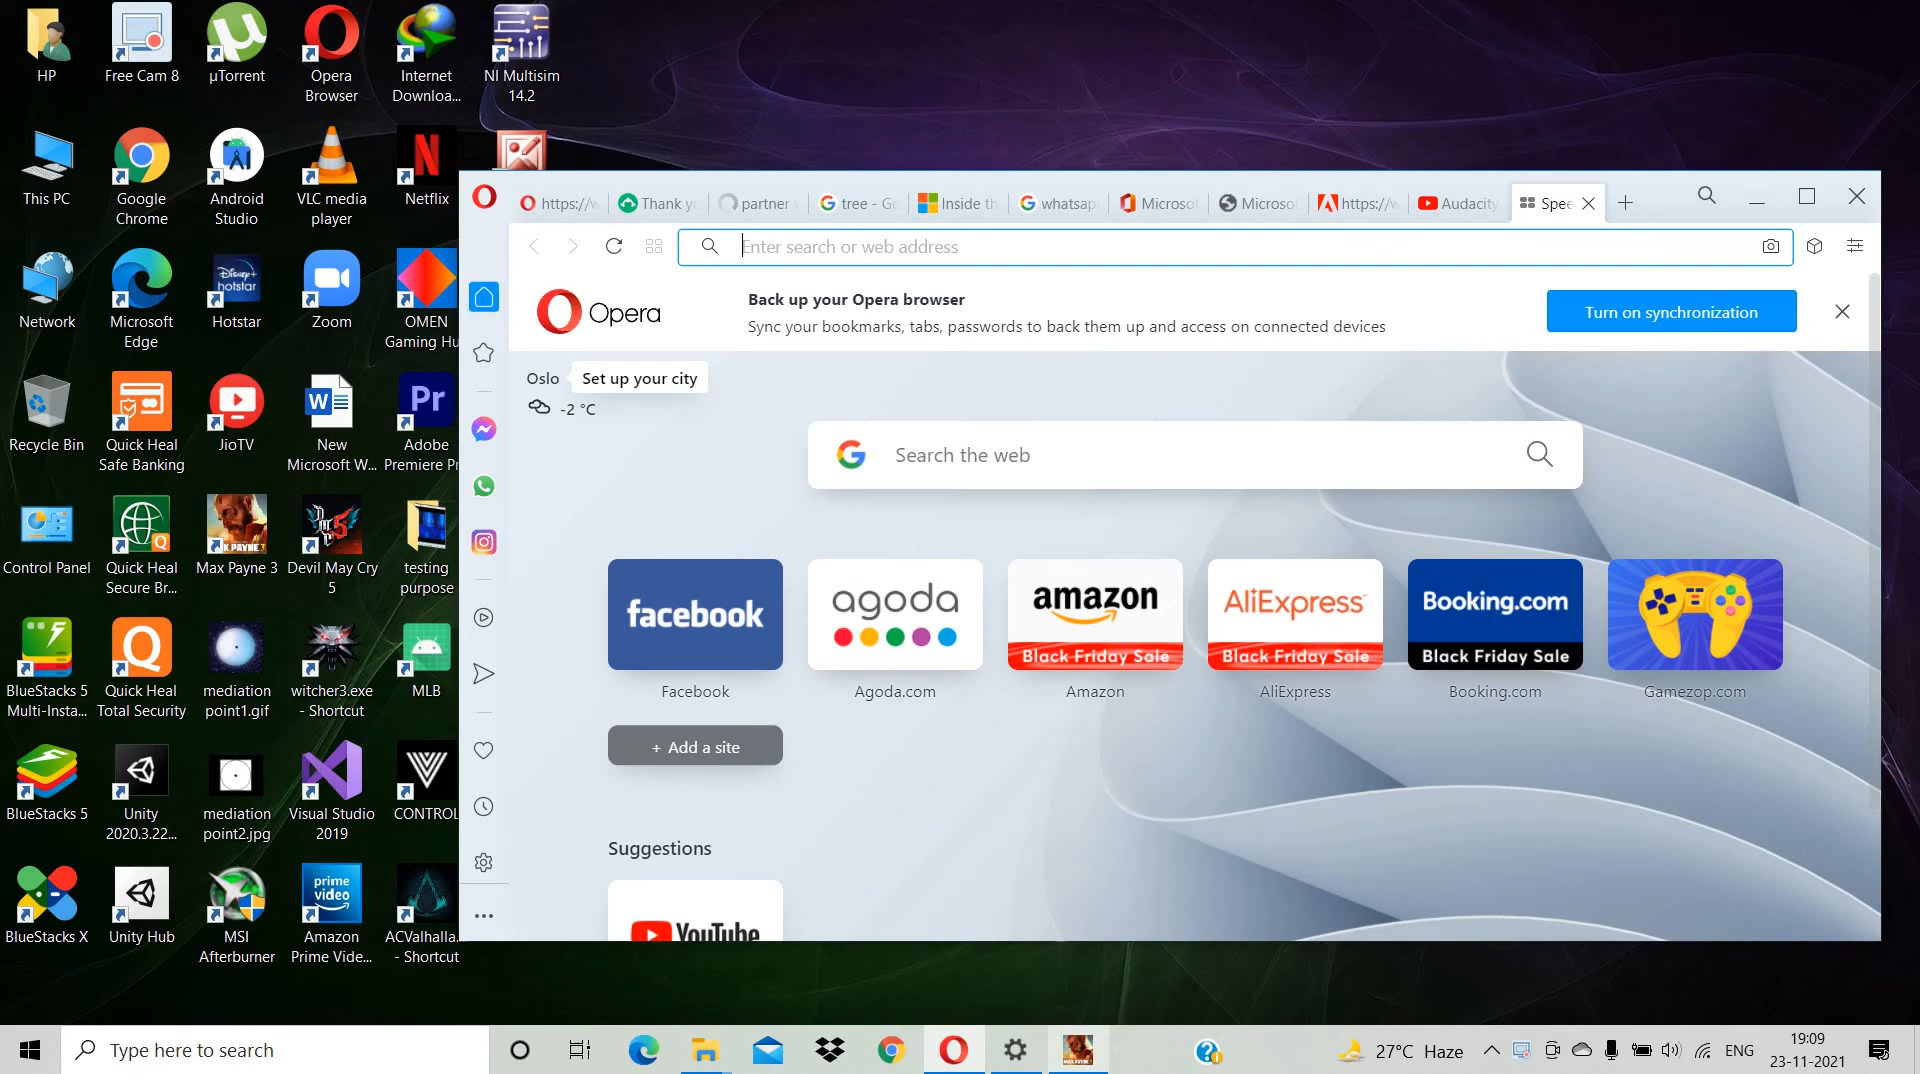 HP
Free Cam 8
µTorrent
Opera
Browser
Internet
Downloa...
NI Multisim
14.2
This PC
Google
Chrome
Android
Studio
VLC media
player
Netflix
Network
Microsoft
Edge
Hotstar
Zoom
OMEN
Gaming Hu
Recycle Bin
Quick Heal
Safe Banking
JioTV
New
Microsoft W...
Adobe
Premiere Pr
Control Panel
Quick Heal
Secure Br...
Max Payne 3
Devil May Cry
5
testing
purpose
BlueStacks 5
Multi-Insta...
Quick Heal
Total Security
mediation
point1.gif
witcher3.exe
- Shortcut
MLB
BlueStacks 5
Unity
2020.3.22...
mediation
point2.jpg
Visual Studio
2019
CONTROL
BlueStacks X
Unity Hub
MSI
Afterburner
prime
video
Amazon
Prime Vide...
ACValhalla...
- Shortcut
https://w
Thank yo
partner w
tree - Go
Inside th
whatsap
Microsof
Microsof
https://w
Audacity
Spee
Enter search or web address
Opera
Back up your Opera browser
Sync your bookmarks, tabs, passwords to back them up and access on connected devices
Turn on synchronization
Oslo
Set up your city
-2 °C
Search the web
facebook
agoda
amazon
Black Friday Sale
AliExpress
Black Friday Sale
Booking.com
Black Friday Sale
Facebook
Agoda.com
Amazon
AliExpress
Booking.com
Gamezop.com
+ Add a site
Suggestions
YouTube
Type here to search
27°C Haze
ENG
19:09
23-11-2021